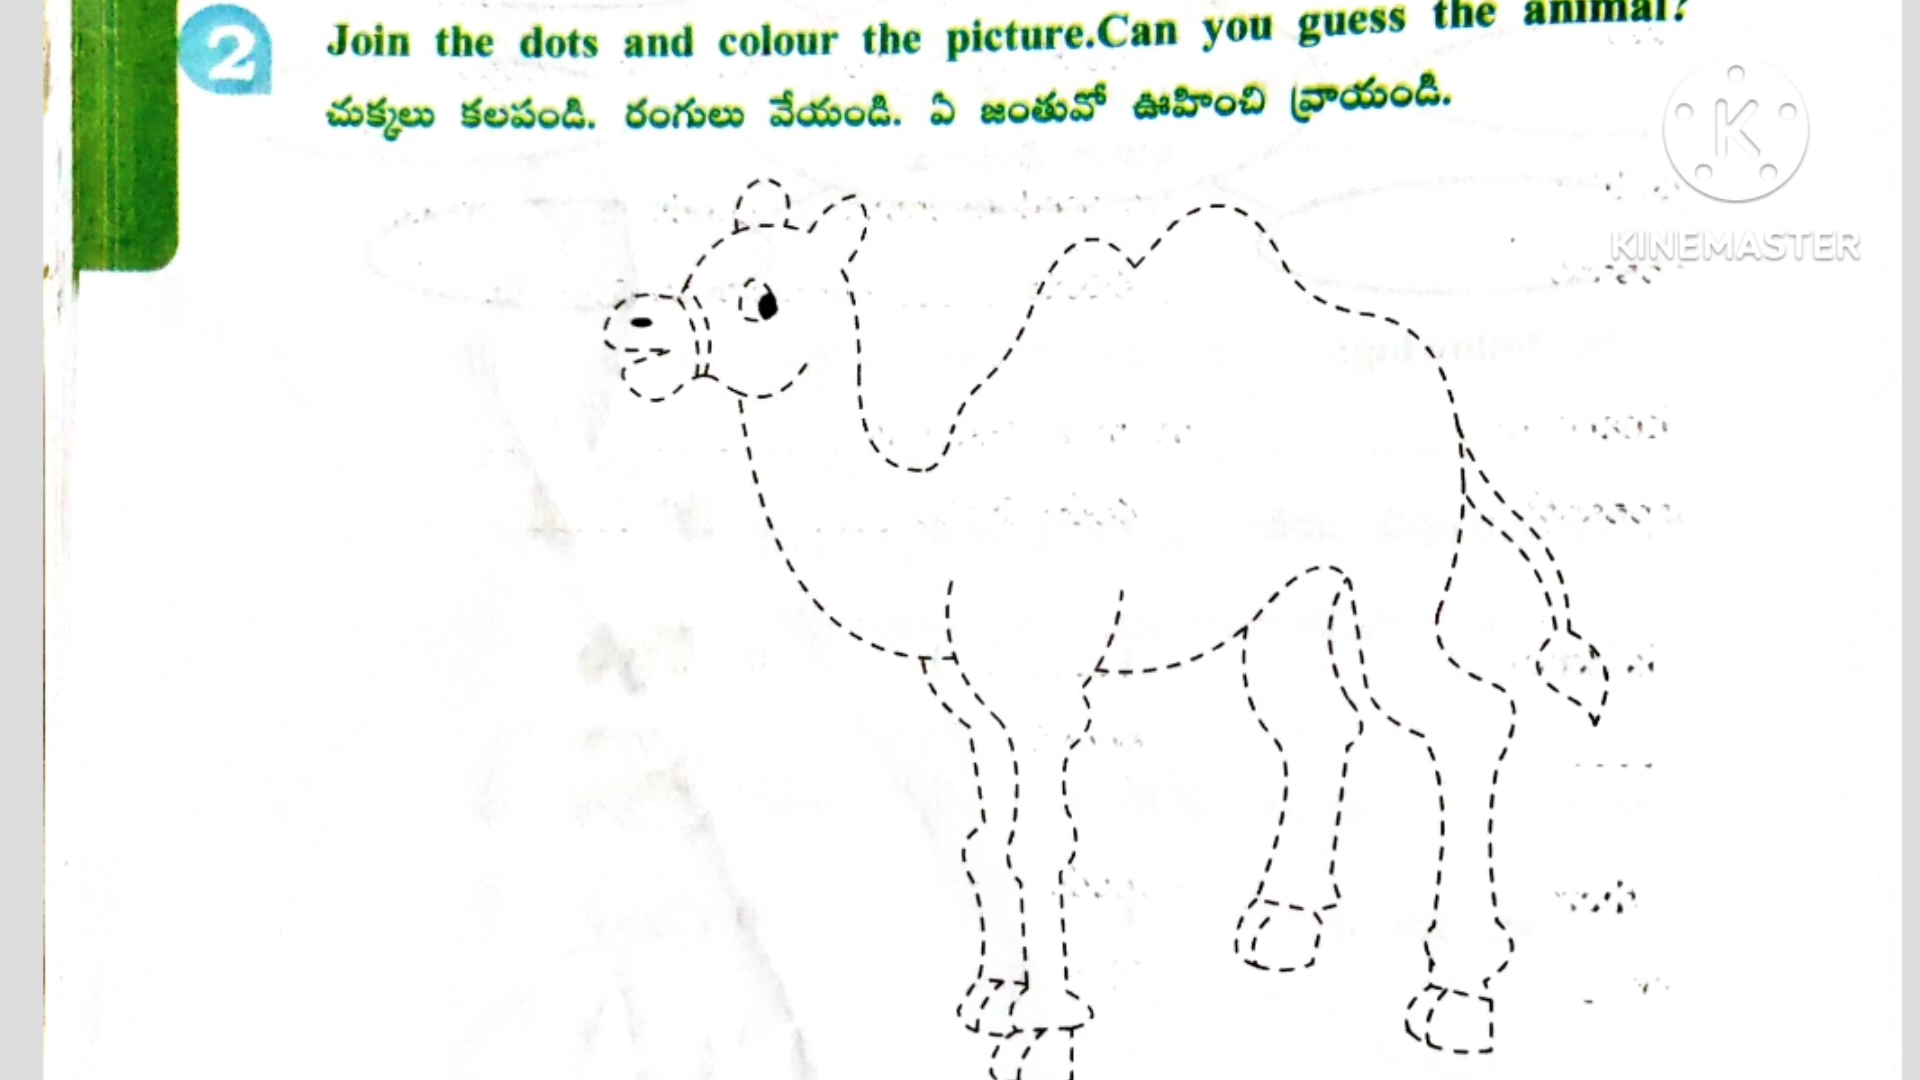 2
Join the dots and colour the picture.Can you guess the animal?
చుక్కలు కలపండి. రంగులు వేయండి. ఏ జంతువో ఊహించి వ్రాయండి.
K
KINEMASTER